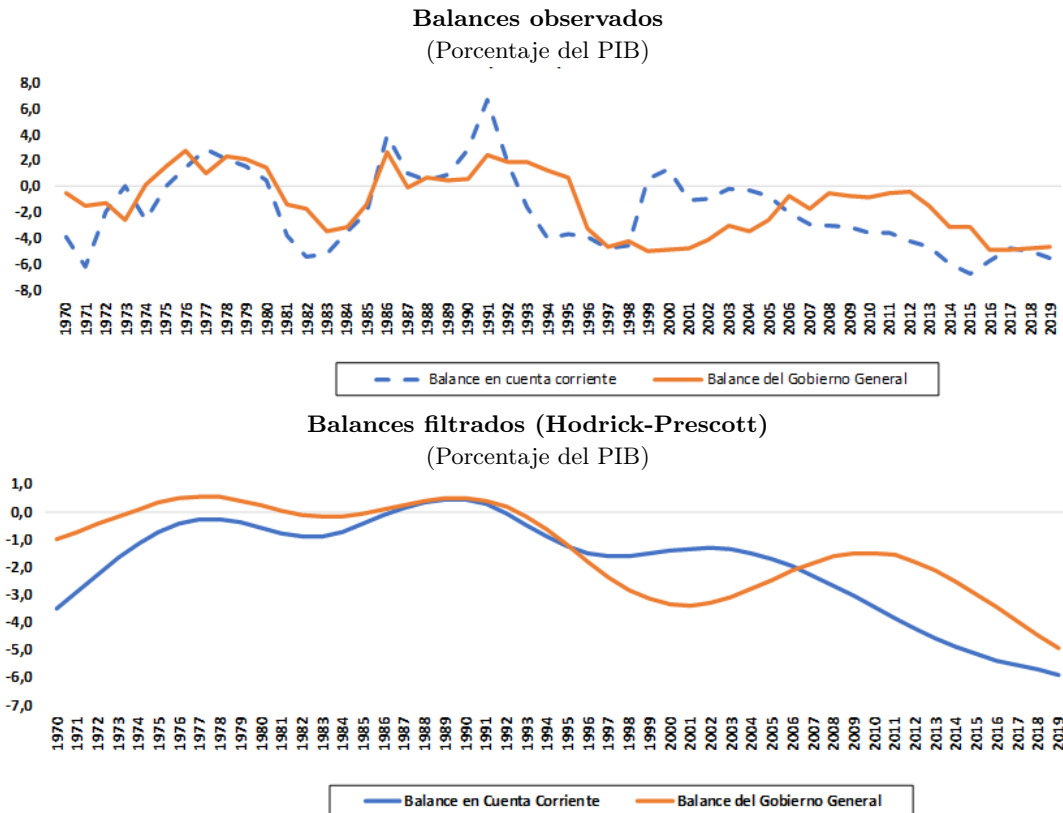 Balances observados
(Porcentaje del PIB)
8,0
6,0
4,0
2,0
0,0
-2,0
-4,0
-6,0
-8,0
1970 1971 1972 1973 1974 1975 1976 1977 1978 1979 1980 1981 1982 1983 1984 1985 1986 1987 1988 1989 1990 1991 1992 1993 1994 1995 1996 1997 1998 1999 2000 2001 2002 2003 2004 2005 2006 2007 2008 2009 2010 2011 2012 2013 2014 2015 2016 2017 2018 2019
Balance en cuenta corriente Balance del Gobierno General
Balances filtrados (Hodrick-Prescott)
(Porcentaje del PIB)
1,0
0,0
-1,0
-2,0
-3,0
-4,0
-5,0
-6,0
-7,0
1970 1971 1972 1973 1974 1975 1976 1977 1978 1979 1980 1981 1982 1983 1984 1985 1986 1987 1988 1989 1990 1991 1992 1993 1994 1995 1996 1997 1998 1999 2000 2001 2002 2003 2004 2005 2006 2007 2008 2009 2010 2011 2012 2013 2014 2015 2016 2017 2018 2019
Balance en Cuenta Corriente Balance del Gobierno General